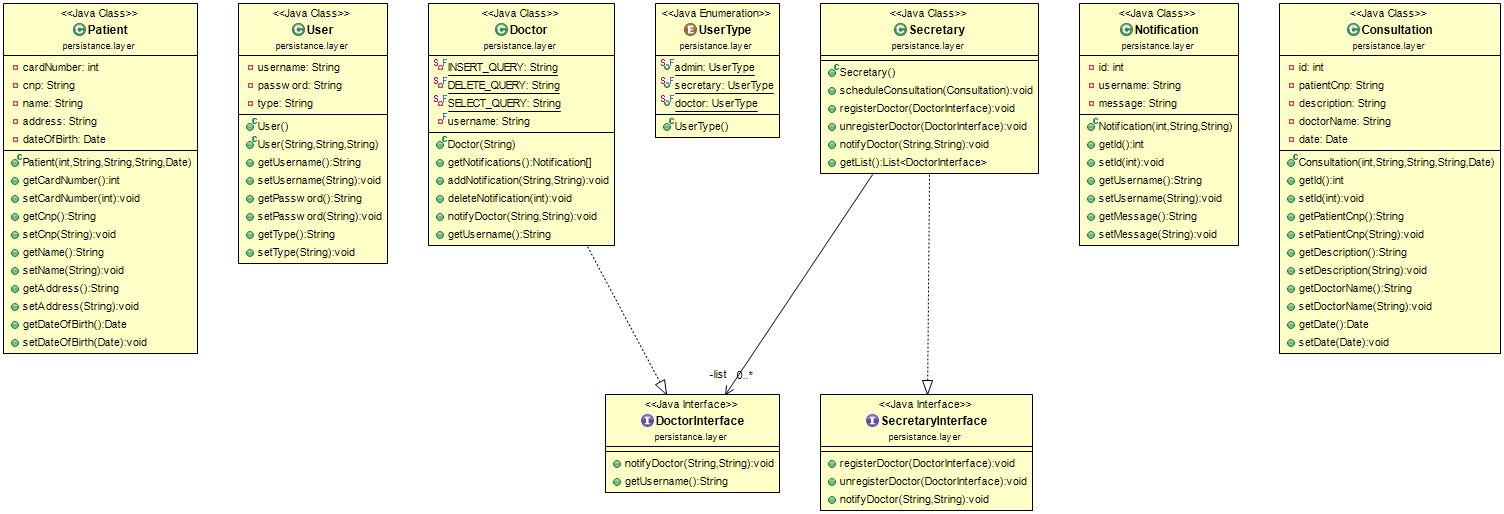 <<Java Class>>
Patient
persistance.layer
cardNumber: int
cnp: String
name: String
address: String
dateOfBirth: Date
Patient(int,String,String,String,Date)
getCardNumber():int
setCardNumber(int):void
getCnp():String
setCnp(String):void
getName():String
setName(String):void
getAddress():String
setAddress(String):void
getDateOfBirth():Date
setDateOfBirth(Date):void
<<Java Class>>
User
persistance.layer
username: String
password: String
type: String
User()
User(String,String,String)
getUsername():String
setUsername(String):void
getPassword():String
setPassword(String):void
getType():String
setType(String):void
<<Java Class>>
Doctor
persistance.layer
INSERT_QUERY: String
DELETE_QUERY: String
SELECT_QUERY: String
username: String
Doctor(String)
getNotifications():Notification[]
addNotification(String,String):void
deleteNotification(int):void
notifyDoctor(String,String):void
getUsername():String
<<Java Enumeration>>
UserType
persistance.layer
admin: UserType
secretary: UserType
doctor: UserType
UserType()
<<Java Class>>
Secretary
persistance.layer
Secretary()
scheduleConsultation(Consultation):void
registerDoctor(DoctorInterface):void
unregisterDoctor(DoctorInterface):void
notifyDoctor(String,String):void
getList():List<DoctorInterface>
<<Java Class>>
Notification
persistance.layer
id: int
username: String
message: String
Notification(int,String,String)
getId():int
setId(int):void
getUsername():String
setUsername(String):void
getMessage():String
setMessage(String):void
<<Java Class>>
Consultation
persistance.layer
id: int
patientCnp: String
description: String
doctorName: String
date: Date
Consultation(int,String,String,String,Date)
getId():int
setId(int):void
getPatientCnp():String
setPatientCnp(String):void
getDescription():String
setDescription(String):void
getDoctorName():String
setDoctorName(String):void
getDate():Date
setDate(Date):void
-list 0..*
<<Java Interface>>
DoctorInterface
persistance.layer
notifyDoctor(String,String):void
getUsername():String
<<Java Interface>>
SecretaryInterface
persistance.layer
registerDoctor(DoctorInterface):void
unregisterDoctor(DoctorInterface):void
notifyDoctor(String,String):void